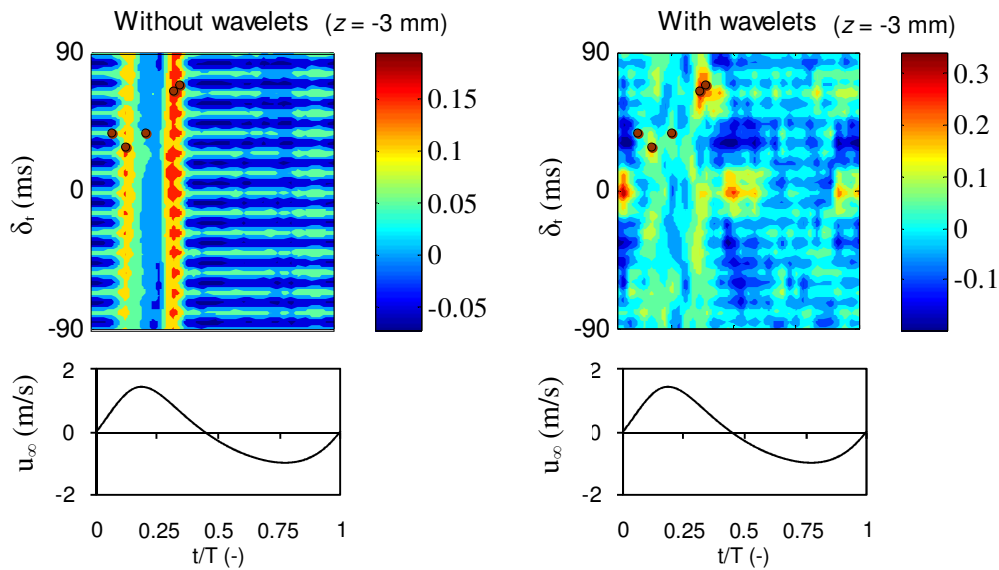 Without wavelets (z = -3 mm)
90
0
-90
δt (ms)
0.15
0.1
0.05
0
-0.05
2
0
-2
u∞ (m/s)
0 0.25 0.5 0.75 1
t/T (-)
With wavelets (z = -3 mm)
90
0
-90
δt (ms)
0.3
0.2
0.1
0
-0.1
2
0
-2
u∞ (m/s)
0 0.25 0.5 0.75 1
t/T (-)